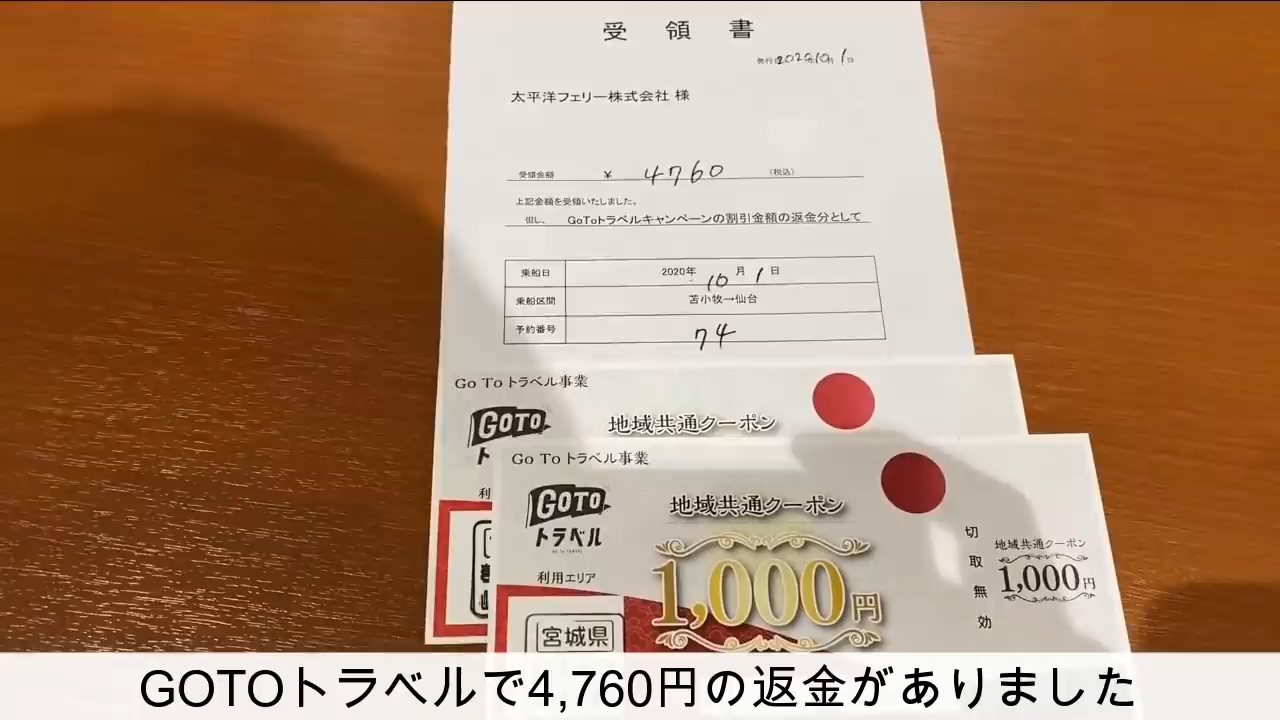 受領書
発行日2020年10月1日
太平洋フェリー株式会社 様
受領金額 ¥ 4760 (税込)
上記金額を受領いたしました。
但し、 GoToトラベルキャンペーンの割引金額の返金分として
乗船日 2020年 10月 1日
乗船区間 苫小牧→仙台
予約番号 74
Go To トラベル事業
GOTO
ト
地域共通クーポン
利
Go To トラベル事業
GOTO
トラベル
地域共通クーポン
利用エリア
1,000円
宮城県
切取無効
地域共通クーポン
1,000円
GOTOトラベルで4,760円の返金がありました